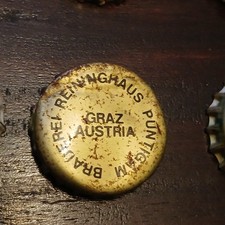 BRAUEREI REININGHAUS PUNTIGAM
GRAZ
AUSTRIA